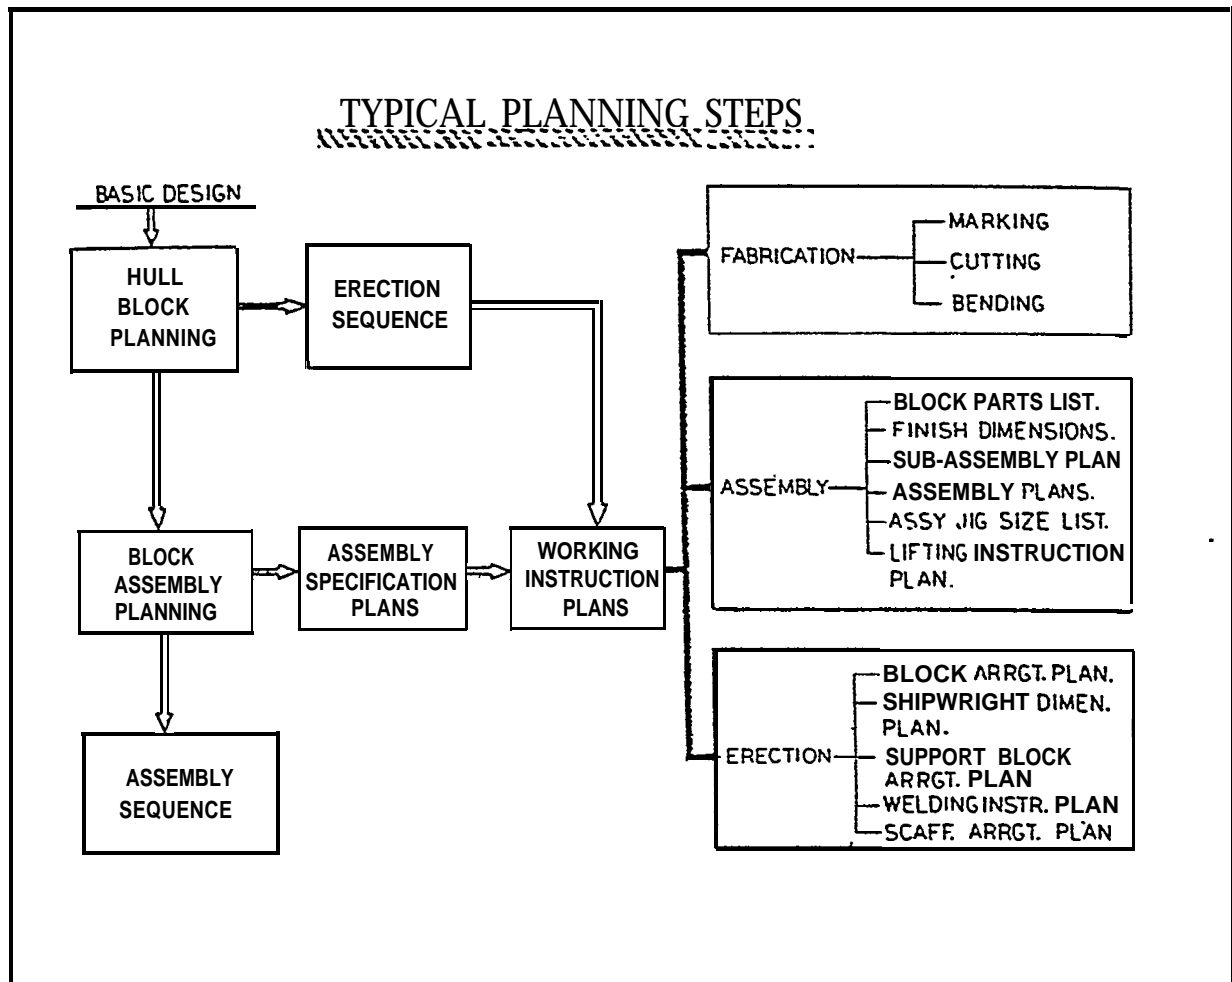 TYPICAL PLANNING STEPS
BASIC DESIGN
HULL
BLOCK
PLANNING
ERECTION
SEQUENCE
BLOCK
ASSEMBLY
PLANNING
ASSEMBLY
SPECIFICATION
PLANS
WORKING
INSTRUCTION
PLANS
ASSEMBLY
SEQUENCE
FABRICATION
MARKING
CUTTING
BENDING
ASSEMBLY
BLOCK PARTS LIST.
FINISH DIMENSIONS.
SUB-ASSEMBLY PLAN
ASSEMBLY PLANS.
ASSY JIG SIZE LIST.
LIFTING INSTRUCTION
PLAN.
ERECTION
BLOCK ARRGT. PLAN.
SHIPWRIGHT DIMEN.
PLAN.
SUPPORT BLOCK
ARRGT. PLAN
WELDING INSTR. PLAN
SCAFF. ARRGT. PLAN